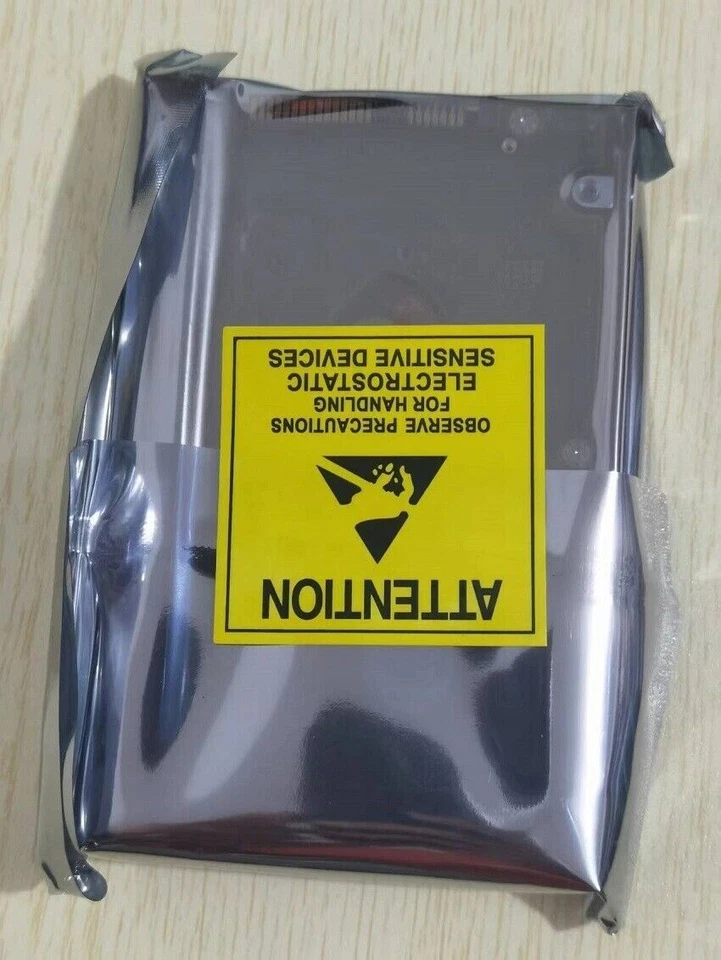 ATTENTION
OBSERVE PRECAUTIONS
FOR HANDLING
ELECTROSTATIC
SENSITIVE DEVICES